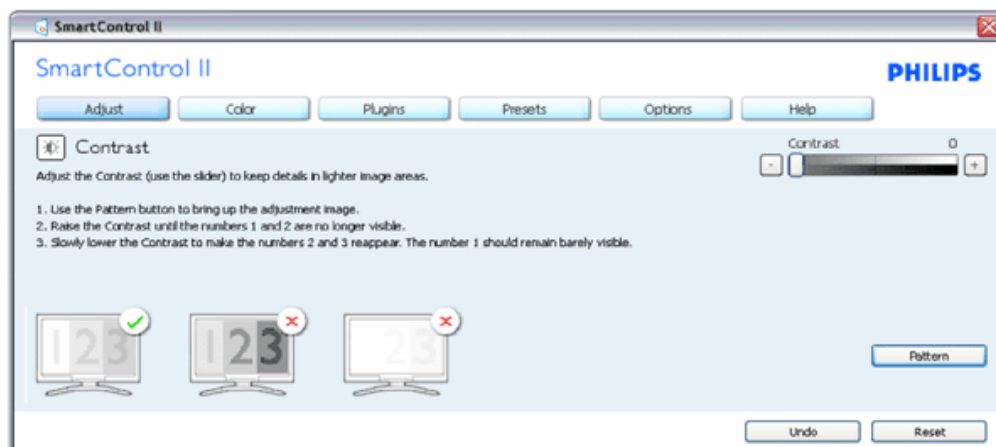 SmartControl II
SmartControl II
PHILIPS
Adjust Color Plugins Presets Options Help
Contrast
Contrast 0
- +
Adjust the Contrast (use the slider) to keep details in lighter image areas.
1. Use the Pattern button to bring up the adjustment image.
2. Raise the Contrast until the numbers 1 and 2 are no longer visible.
3. Slowly lower the Contrast to make the numbers 2 and 3 reappear. The number 1 should remain barely visible.
123 123 23
Pattern
Undo Reset